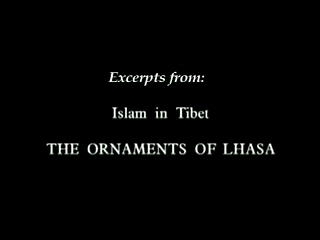 Excerpts from:
Islam in Tibet
THE ORNAMENTS OF LHASA